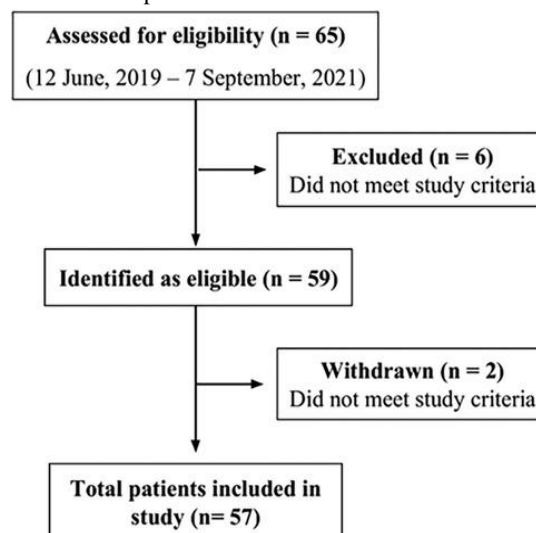 Assessed for eligibility (n = 65)
(12 June, 2019 – 7 September, 2021)
Excluded (n = 6)
Did not meet study criteria
Identified as eligible (n = 59)
Withdrawn (n = 2)
Did not meet study criteria
Total patients included in
study (n= 57)